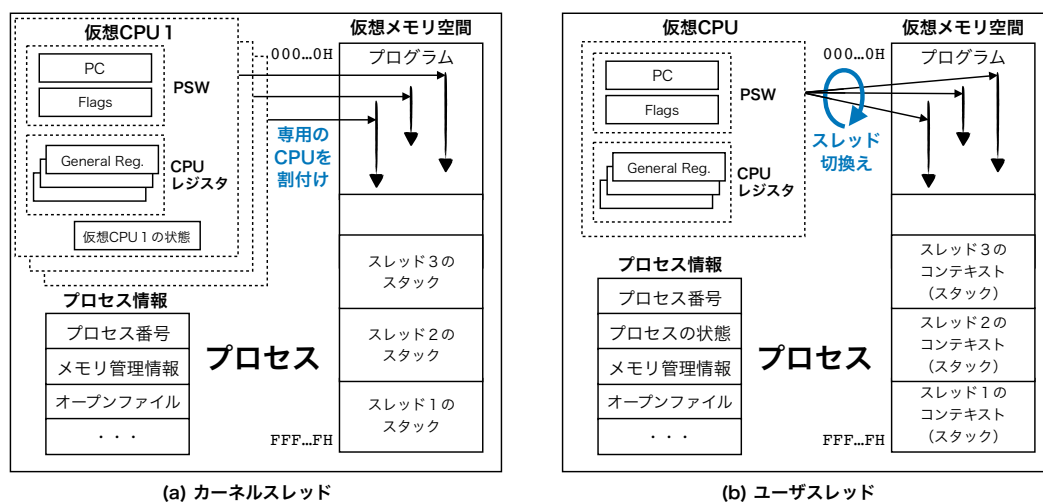 仮想CPU１
PC
Flags
PSW
General Reg.
CPU
レジスタ
仮想CPU１の状態
専用の
CPUを
割付け
プロセス情報
プロセス番号
メモリ管理情報
オープンファイル
・・・
プロセス
仮想メモリ空間
000…0H
プログラム
スレッド３の
スタック
スレッド２の
スタック
スレッド１の
スタック
FFF…FH
(a) カーネルスレッド
仮想CPU
PC
Flags
PSW
General Reg.
CPU
レジスタ
スレッド
切換え
プロセス情報
プロセス番号
プロセスの状態
メモリ管理情報
オープンファイル
・・・
プロセス
仮想メモリ空間
000…0H
プログラム
スレッド３の
コンテキスト
（スタック）
スレッド２の
コンテキスト
（スタック）
スレッド１の
コンテキスト
（スタック）
FFF…FH
(b) ユーザスレッド